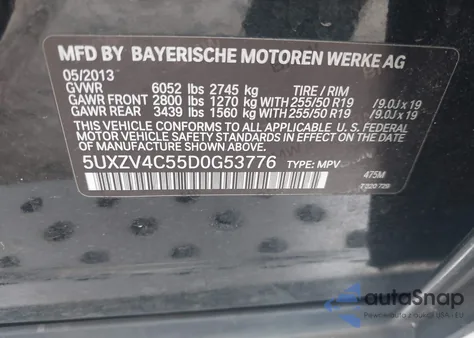 MFD BY BAYERISCHE MOTOREN WERKE AG
05/2013
GVWR 6052 lbs 2745 kg TIRE / RIM
GAWR FRONT 2800 lbs 1270 kg WITH 255/50 R19 /9.0J x 19
GAWR REAR 3439 lbs 1560 kg WITH 255/50 R19 /9.0J x 19
THIS VEHICLE CONFORMS TO ALL APPLICABLE U.S. FEDERAL
MOTOR VEHICLE SAFETY STANDARDS IN EFFECT ON THE DATE
OF MANUFACTURE SHOWN ABOVE.
5UXZV4C55D0G53776 TYPE: MPV
475M
autoSnap